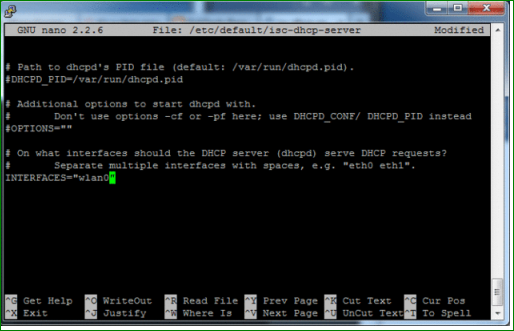 GNU nano 2.2.6 File: /etc/default/isc-dhcp-server Modified
# Path to dhcpd's PID file (default: /var/run/dhcpd.pid).
#DHCPD_PID=/var/run/dhcpd.pid
# Additional options to start dhcpd with.
# Don't use options -cf or -pf here; use DHCPD_CONF/ DHCPD_PID instead
#OPTIONS=""
# On what interfaces should the DHCP server (dhcpd) serve DHCP requests?
# Separate multiple interfaces with spaces, e.g. "eth0 eth1".
INTERFACES="wlan0"
^G Get Help ^O WriteOut ^R Read File ^Y Prev Page ^K Cut Text ^C Cur Pos
^X Exit ^J Justify ^W Where Is ^V Next Page ^U UnCut Text ^T To Spell